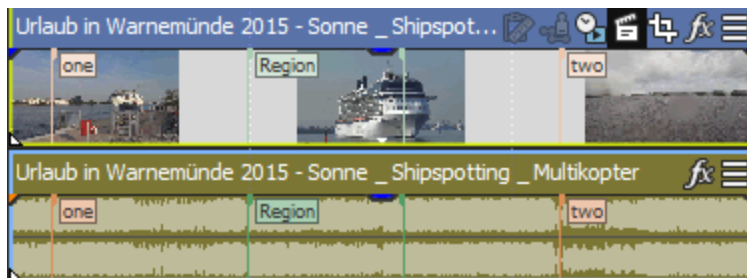 Urlaub in Warnemünde 2015 - Sonne _ Shipspot...
one
Region
two
Urlaub in Warnemünde 2015 - Sonne _ Shipspotting _ Multikopter
fx
one
Region
two